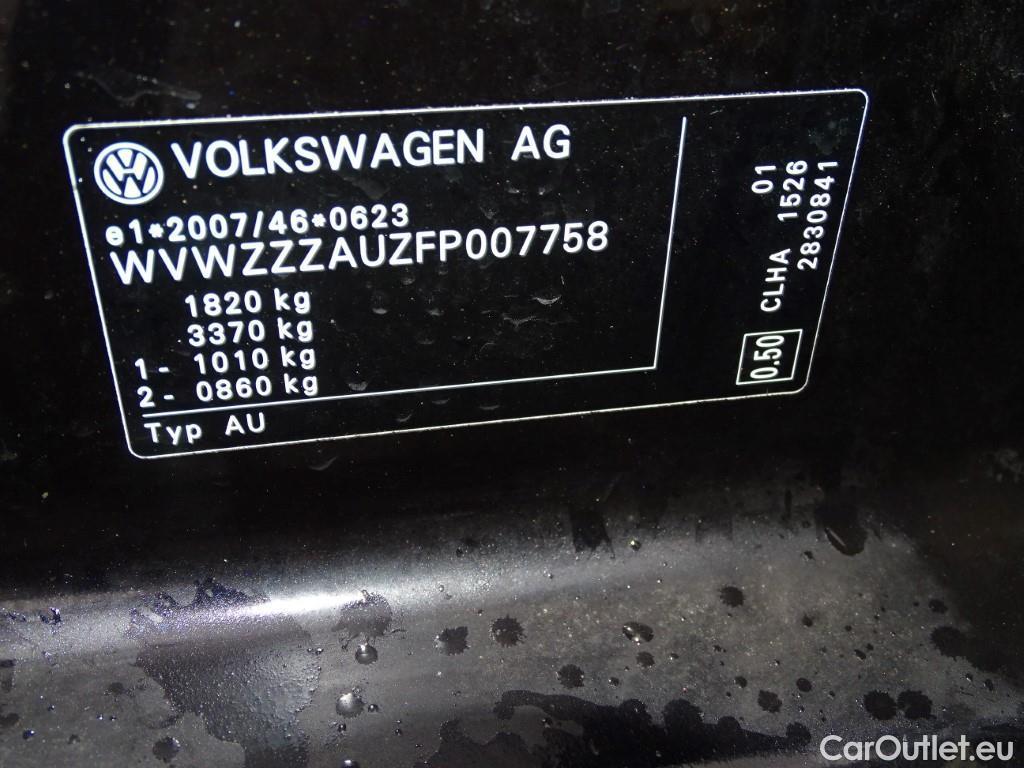 VOLKSWAGEN AG
e1*2007/46*0623
WVWZZZAUZFP007758
1820 kg
3370 kg
1- 1010 kg
2- 0860 kg
Typ AU
01
CLHA 1526
2830841
0.50
CarOutlet.eu